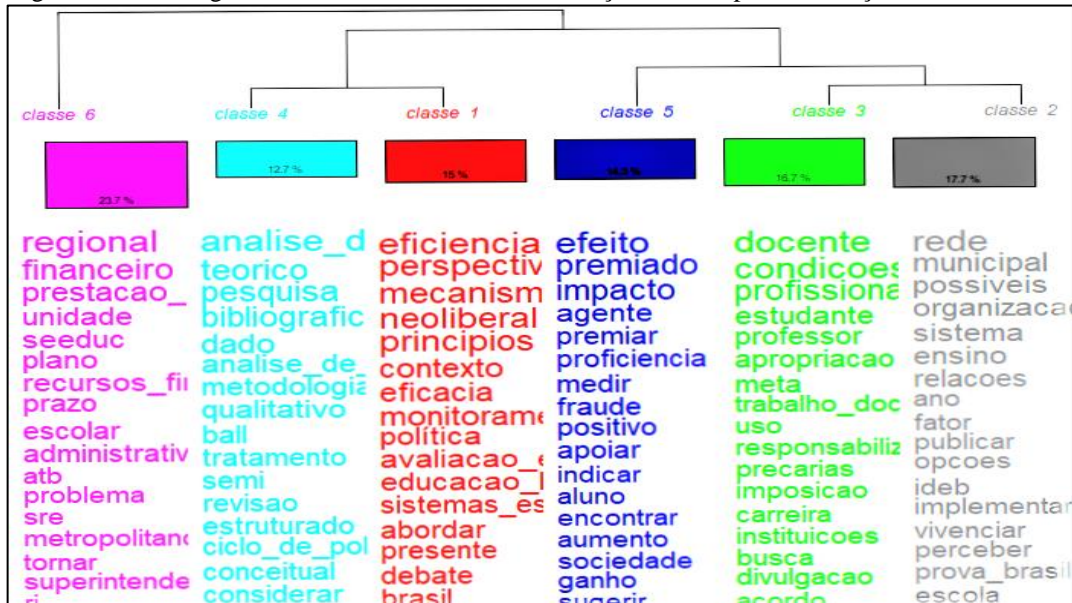 classe 6
classe 4
classe 1
classe 5
classe 3
classe 2
23.7 %
12.7 %
15 %
16.7 %
17.7 %
regional
financeiro
prestacao_
unidade
seeduc
plano
recursos_fi
prazo
escolar
administrativ
atb
problema
sre
metropolitano
tornar
superintende
analise_d
teorico
pesquisa
bibliografic
dado
analise_de_
metodologia
qualitativo
ball
tratamento
semi
revisao
estruturado
ciclo_de_pol
conceitual
considerar
eficiencia
perspectiv
mecanism
neoliberal
principios
contexto
eficacia
monitorame
política
avaliacao_e
educacao_
sistemas_es
abordar
presente
debate
brasil
efeito
premiado
impacto
agente
premiar
proficiencia
medir
fraude
positivo
apoiar
indicar
aluno
encontrar
aumento
sociedade
ganho
sugerir
docente
condicoes
profissiona
estudante
professor
apropriacao
meta
trabalho_doc
uso
responsabiliz
precarias
imposicao
carreira
instituicoes
busca
divulgacao
acordo
rede
municipal
possiveis
organizacao
sistema
ensino
relacoes
ano
fator
publicar
opcoes
ideb
implementar
vivenciar
perceber
prova_brasil
escola